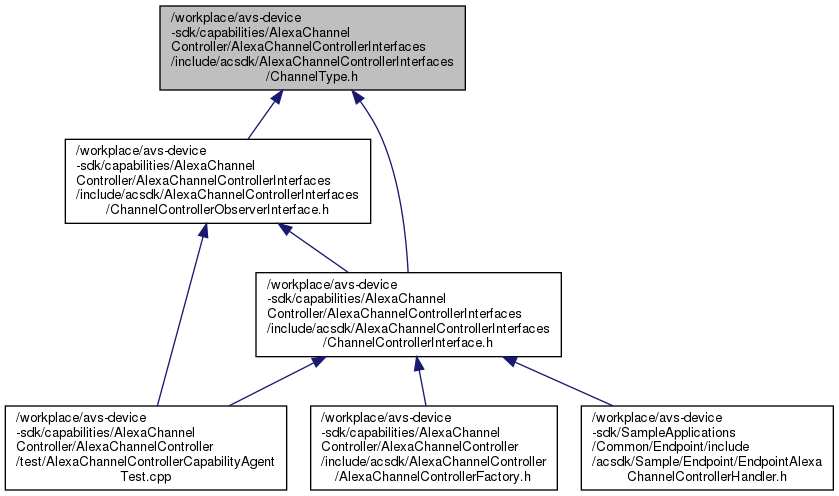 /workplace/avs-device
-sdk/capabilities/AlexaChannel
Controller/AlexaChannelControllerInterfaces
/include/acsdk/AlexaChannelControllerInterfaces
/ChannelType.h
/workplace/avs-device
-sdk/capabilities/AlexaChannel
Controller/AlexaChannelControllerInterfaces
/include/acsdk/AlexaChannelControllerInterfaces
/ChannelControllerObserverInterface.h
/workplace/avs-device
-sdk/capabilities/AlexaChannel
Controller/AlexaChannelControllerInterfaces
/include/acsdk/AlexaChannelControllerInterfaces
/ChannelControllerInterface.h
/workplace/avs-device
-sdk/capabilities/AlexaChannel
Controller/AlexaChannelController
/test/AlexaChannelControllerCapabilityAgent
Test.cpp
/workplace/avs-device
-sdk/capabilities/AlexaChannel
Controller/AlexaChannelController
/include/acsdk/AlexaChannelController
/AlexaChannelControllerFactory.h
/workplace/avs-device
-sdk/SampleApplications
/Common/Endpoint/include
/acsdk/Sample/Endpoint/EndpointAlexa
ChannelControllerHandler.h